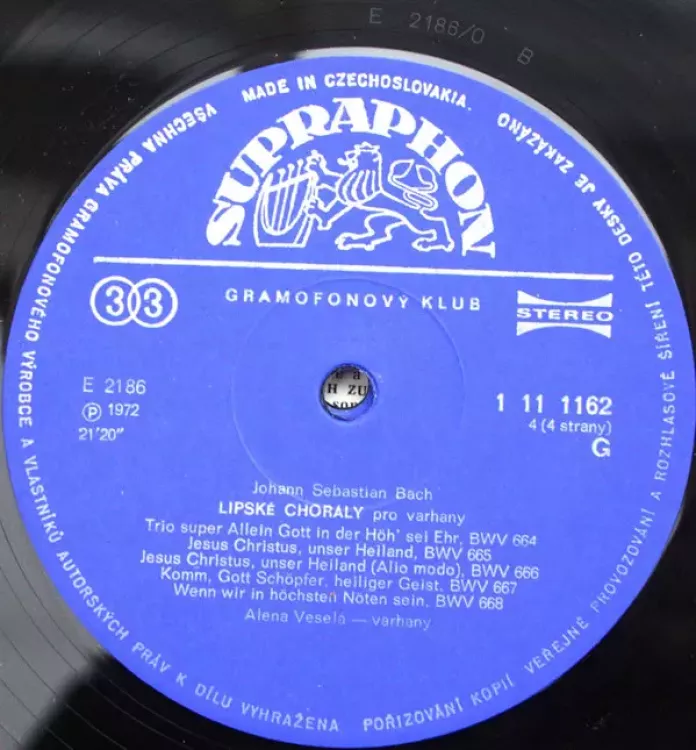 E 2186/0 B
VŠECHNA PRÁVA GRAMOFONOVÉHO VÝROBCE A VLASTNÍKŮ AUTORSKÝCH PRÁV K DÍLU VYHRAŽENA
MADE IN CZECHOSLOVAKIA.
POŘIZOVÁNÍ KOPIÍ VEŘEJNÉ PROVOZOVÁNÍ A ROZHLASOVÉ ŠÍŘENÍ TÉTO DESKY JE ZAKÁZÁNO
SUPRAPHON
33 GRAMOFONOVÝ KLUB STEREO
E 2186
Ⓟ 1972
21'20"
1 11 1162
4 (4 strany)
G
H ZU
Johann Sebastian Bach
LIPSKÉ CHORÁLY pro varhany
Trio super Allein Gott in der Höh' sei Ehr, BWV 664
Jesus Christus, unser Heiland, BWV 665
Jesus Christus, unser Heiland (Alio modo), BWV 666
Komm, Gott Schöpfer, heiliger Geist. BWV 667
Wenn wir in höchsten Nöten sein. BWV 668
Alena Veselá — varhany